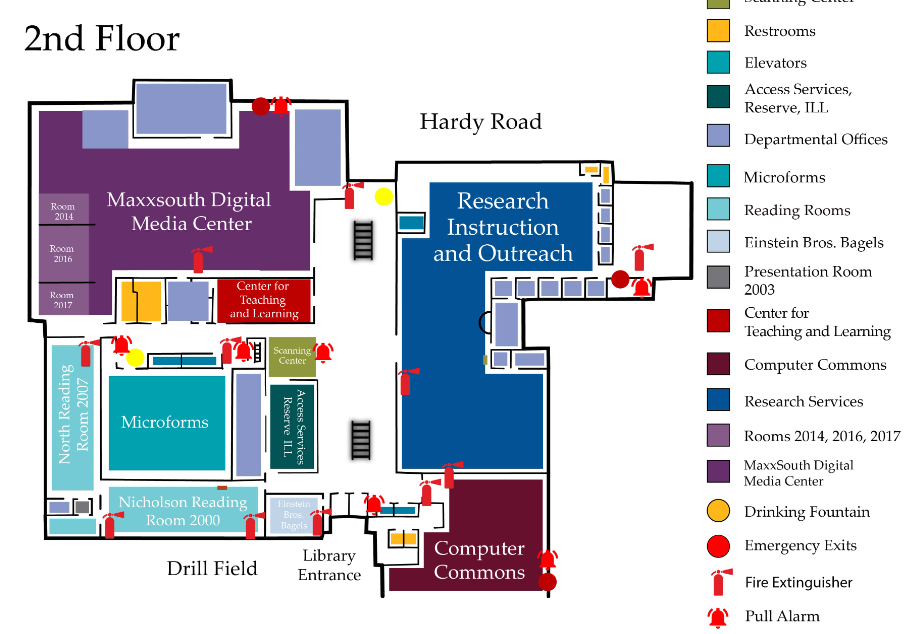 Scanning Center
2nd Floor
Restrooms
Elevators
Access Services,
Reserve, ILL
Hardy Road
Departmental Offices
Microforms
Maxxsouth Digital
Media Center
Room
2014
Room
2016
Room
2017
Research
Instruction
and Outreach
Reading Rooms
Einstein Bros. Bagels
Presentation Room
2003
Center for
Teaching
and Learning
Center for
Teaching and Learning
Scanning
Center
Computer Commons
North Reading
Room 2007
Microforms
Access Services
Reserve ILL
Research Services
Rooms 2014, 2016, 2017
MaxxSouth Digital
Media Center
Nicholson Reading
Room 2000
Einstein
Bros.
Bagels
Drinking Fountain
Emergency Exits
Computer
Commons
Drill Field
Library
Entrance
Fire Extinguisher
Pull Alarm